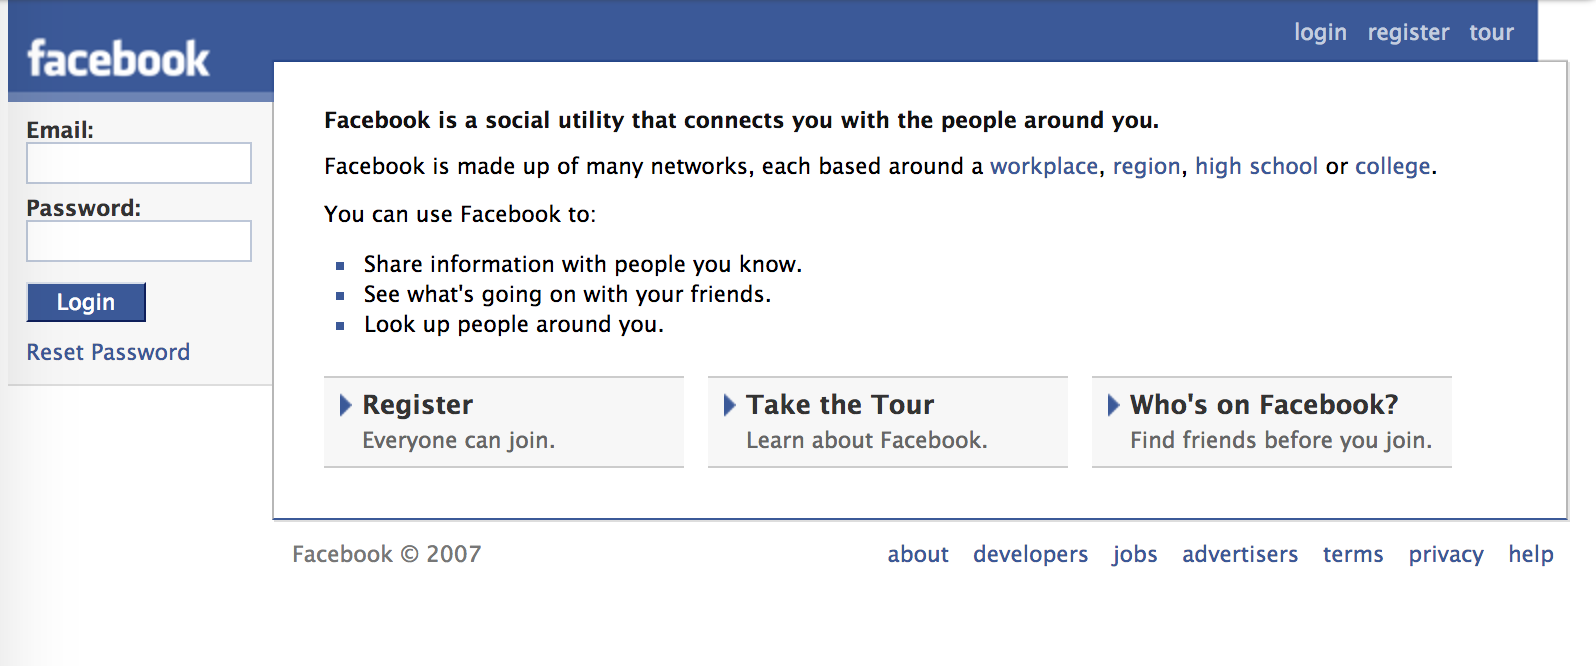 facebook
login register tour
Email:
Password:
Login
Reset Password
Facebook is a social utility that connects you with the people around you.
Facebook is made up of many networks, each based around a workplace, region, high school or college.
You can use Facebook to:
Share information with people you know.
See what's going on with your friends.
Look up people around you.
Register
Everyone can join.
Take the Tour
Learn about Facebook.
Who's on Facebook?
Find friends before you join.
Facebook © 2007
about developers jobs advertisers terms privacy help